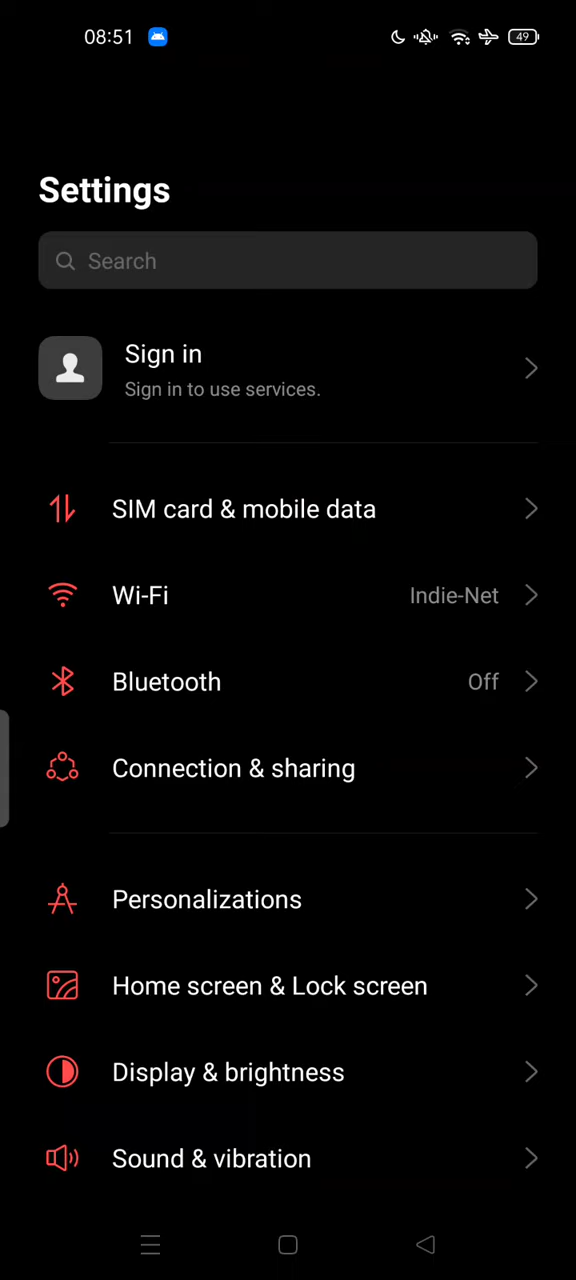 08:51
49
Settings
Search
Sign in
Sign in to use services.
SIM card & mobile data
Wi-Fi Indie-Net
Bluetooth Off
Connection & sharing
Personalizations
Home screen & Lock screen
Display & brightness
Sound & vibration